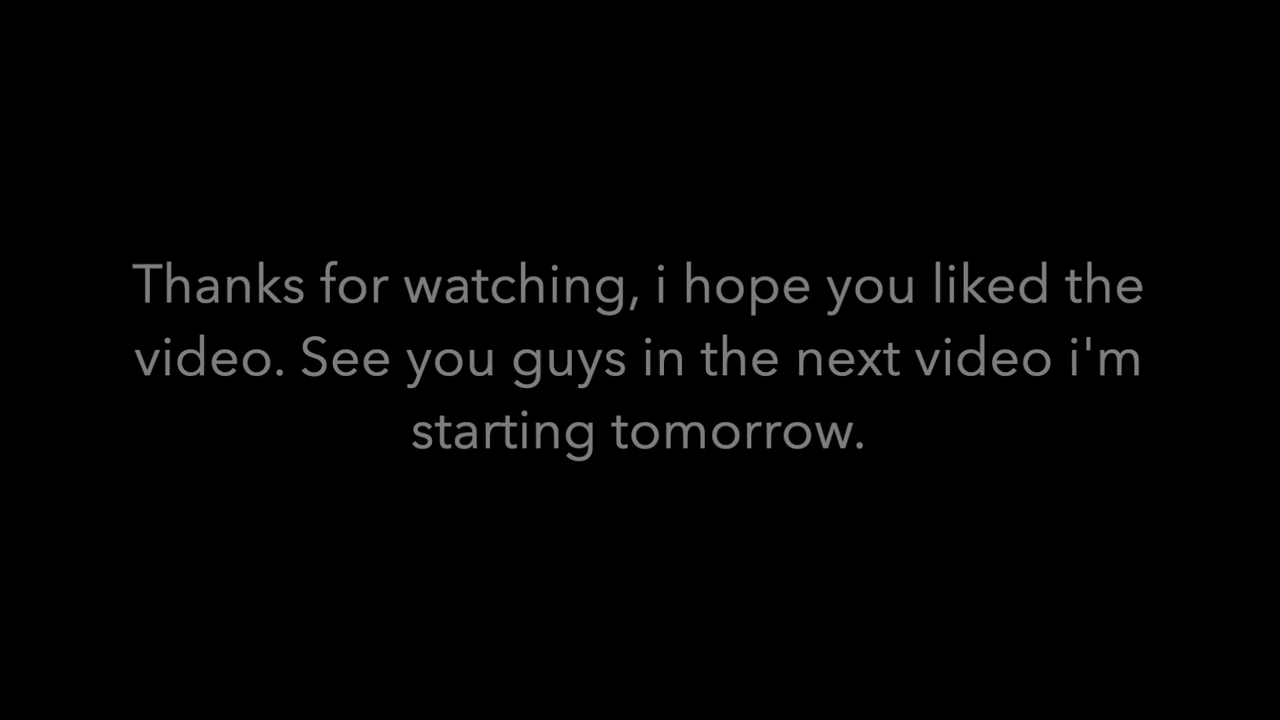 Thanks for watching, i hope you liked the
video. See you guys in the next video i'm
starting tomorrow.